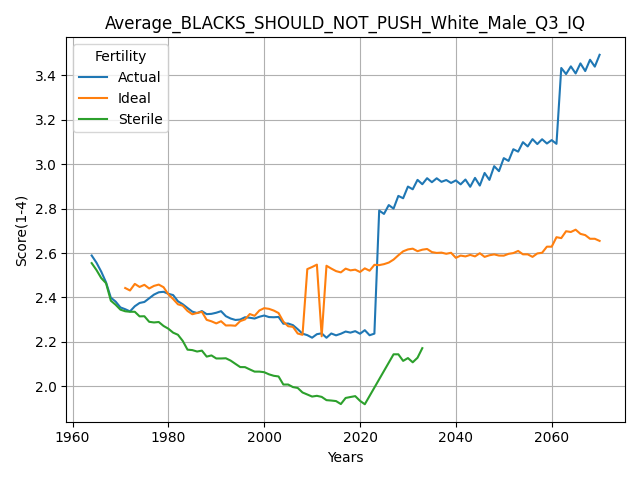 Average_BLACKS_SHOULD_NOT_PUSH_White_Male_Q3_IQ
Fertility
Actual
Ideal
Sterile
Score(1-4)
3.4
3.2
3.0
2.8
2.6
2.4
2.2
2.0
1960 1980 2000 2020 2040 2060
Years